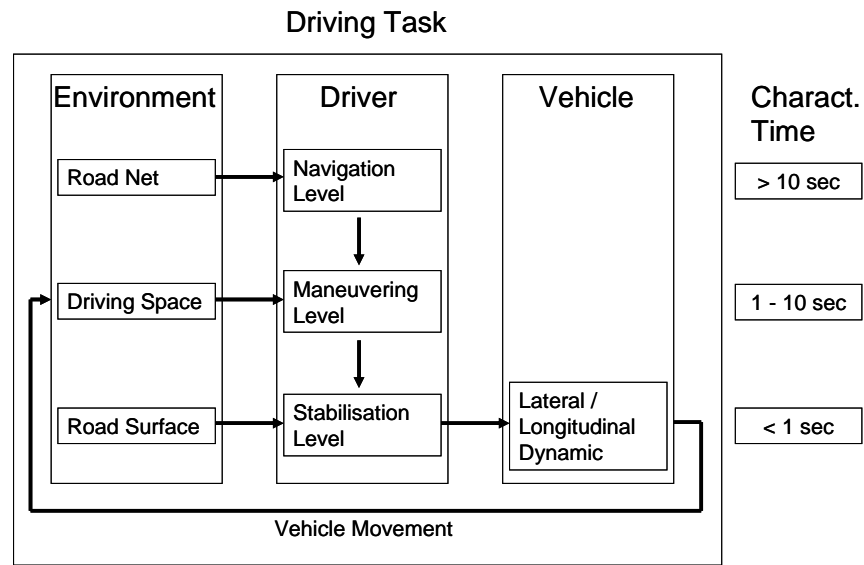 Driving Task
Environment
Driver
Vehicle
Charact.
Time
Road Net
Navigation
Level
> 10 sec
Driving Space
Maneuvering
Level
1 - 10 sec
Road Surface
Stabilisation
Level
Lateral /
Longitudinal
Dynamic
< 1 sec
Vehicle Movement